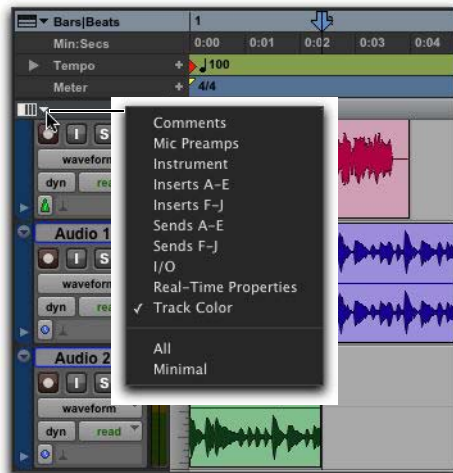 Bars|Beats 1
Min:Secs 0:00 0:01 0:02 0:03 0:04
Tempo + 100
Meter + 4/4
I S
waveform
dyn
Comments
Mic Preamps
Instrument
Inserts A-E
Inserts F-J
Sends A-E
Sends F-J
I/O
Real-Time Properties
✓ Track Color
All
Minimal
Audio 1
I S
waveform
dyn
Audio 2
I S
waveform
dyn read